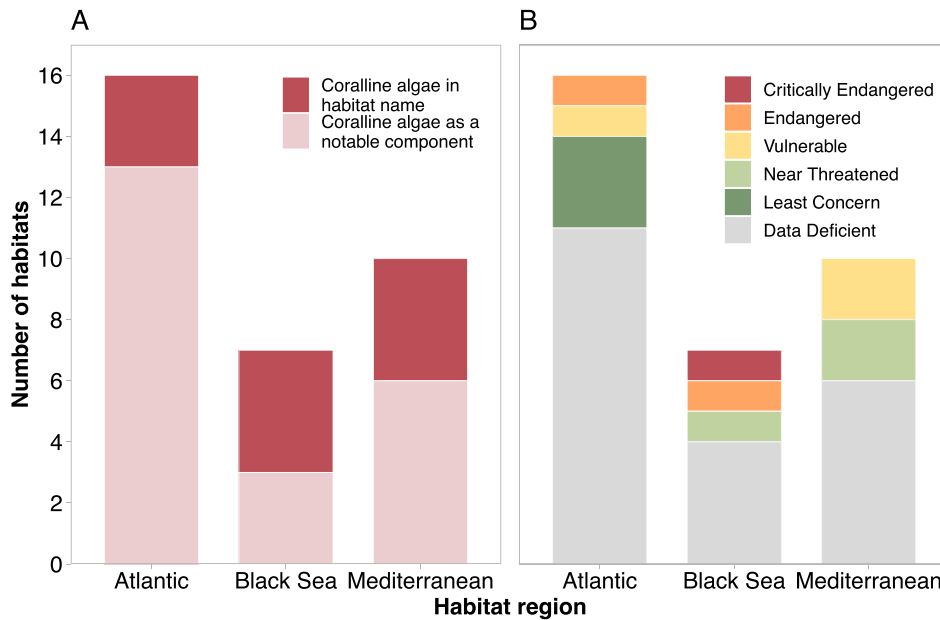 A
B
16
14
12
10
8
6
4
2
0
Number of habitats
Coralline algae in
habitat name
Coralline algae as a
notable component
Critically Endangered
Endangered
Vulnerable
Near Threatened
Least Concern
Data Deficient
Atlantic Black Sea Mediterranean
Atlantic Black Sea Mediterranean
Habitat region